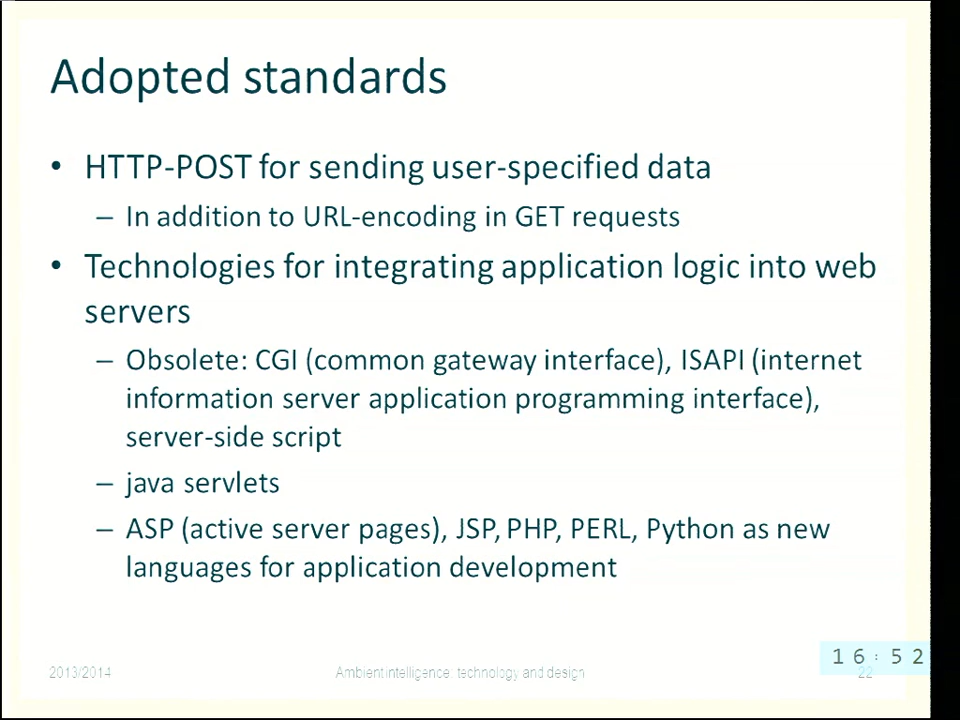 Adopted standards
• HTTP-POST for sending user-specified data
– In addition to URL-encoding in GET requests
• Technologies for integrating application logic into web
servers
– Obsolete: CGI (common gateway interface), ISAPI (internet
information server application programming interface),
server-side script
– java servlets
– ASP (active server pages), JSP, PHP, PERL, Python as new
languages for application development
16:52
2013/2014 Ambient intelligence: technology and design 22